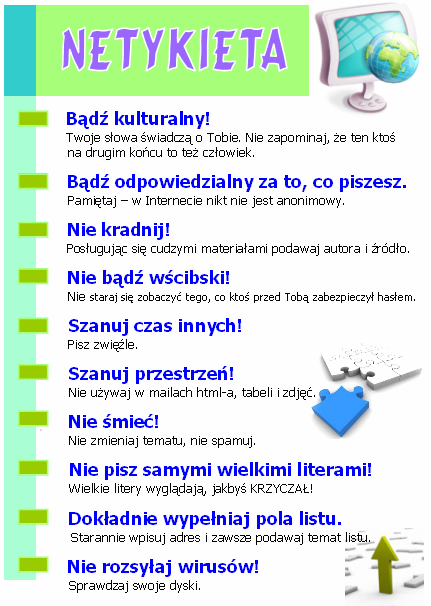 NETYKIETA
Bądź kulturalny!
Twoje słowa świadczą o Tobie. Nie zapominaj, że ten ktoś
na drugim końcu to też człowiek.
Bądź odpowiedzialny za to, co piszesz.
Pamiętaj – w Internecie nikt nie jest anonimowy.
Nie kradnij!
Posługując się cudzymi materiałami podawaj autora i źródło.
Nie bądź wścibski!
Nie staraj się zobaczyć tego, co ktoś przed Tobą zabezpieczył hasłem.
Szanuj czas innych!
Pisz zwięźle.
Szanuj przestrzeń!
Nie używaj w mailach html-a, tabeli i zdjęć.
Nie śmieć!
Nie zmieniaj tematu, nie spamuj.
Nie pisz samymi wielkimi literami!
Wielkie litery wyglądają, jakbyś KRZYCZAŁ!
Dokładnie wypełniaj pola listu.
Starannie wpisuj adres i zawsze podawaj temat listu.
Nie rozsyłaj wirusów!
Sprawdzaj swoje dyski.